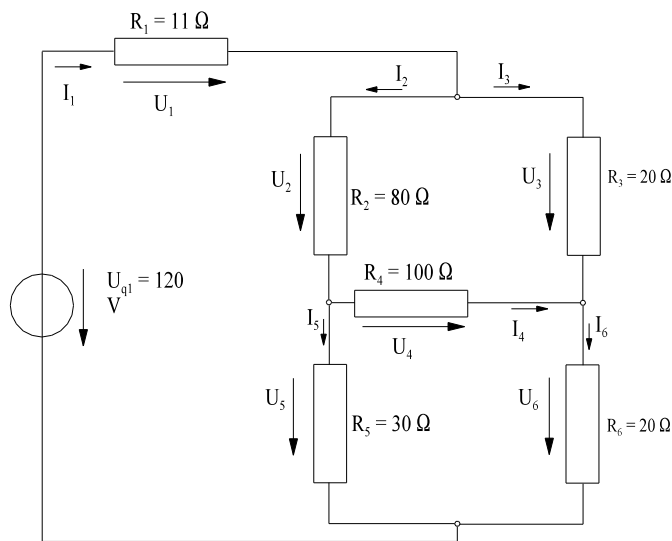 R₁ = 11 Ω
I₁
U₁
I₂
I₃
U₂
R₂ = 80 Ω
U₃
R₃ = 20 Ω
R₄ = 100 Ω
U_q1 = 120
V
I₅
U₄
I₄
I₆
U₅
R₅ = 30 Ω
U₆
R₆ = 20 Ω